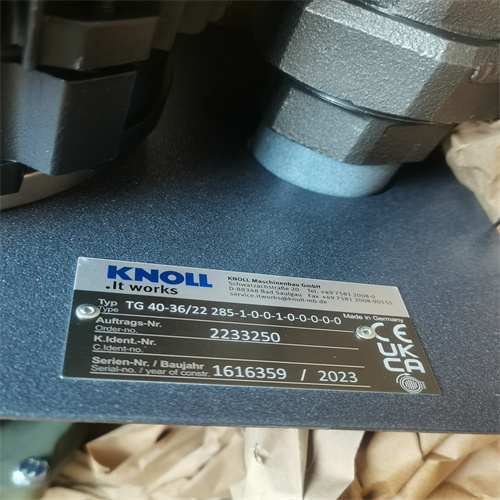 KNOLL
.It works
KNOLL Maschinenbau GmbH
Schwarzachstraße 20 Tel. +49 7581 2008-0
D-88348 Bad Saulgau Fax +49 7581 2008-90151
service.itworks@knoll-mb.de
Made in Germany
Typ
Type
TG 40-36/22 285-1-0-0-1-0-0-0-0-0
Auftrags-Nr.
Order-no.
2233250
K.Ident.-Nr.
C.Ident.-No.
Serien-Nr. / Baujahr
Serial-no. / year of constr.
1616359 / 2023
CE
UK
CA